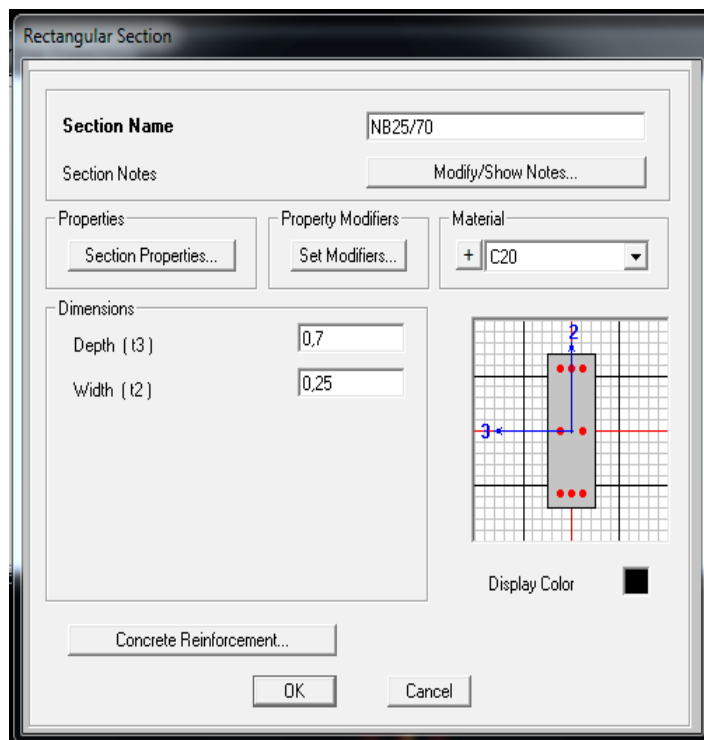 Rectangular Section
Section Name NB25/70
Section Notes Modify/Show Notes...
Properties Property Modifiers Material
Section Properties... Set Modifiers... + C20
Dimensions
Depth ( t3 ) 0,7
Width ( t2 ) 0,25
2
3
Display Color
Concrete Reinforcement...
OK Cancel